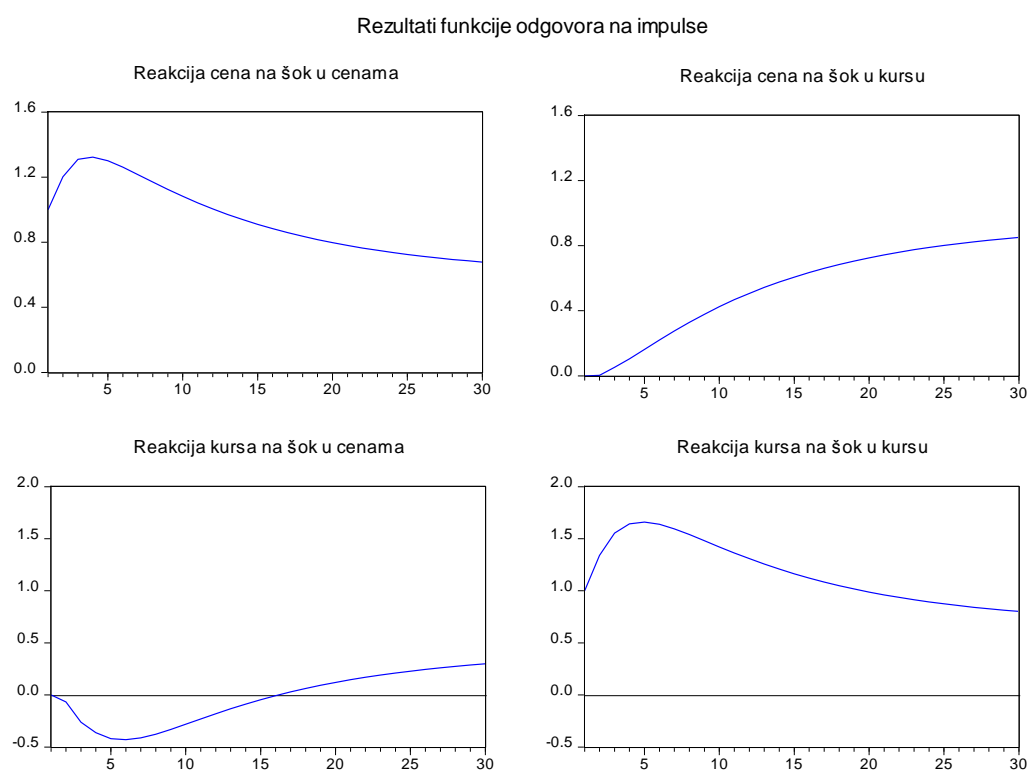 Rezultati funkcije odgovora na impulse
Reakcija cena na šok u cenama
1.6
1.2
0.8
0.4
0.0
5 10 15 20 25 30
Reakcija cena na šok u kursu
1.6
1.2
0.8
0.4
0.0
5 10 15 20 25 30
Reakcija kursa na šok u cenama
2.0
1.5
1.0
0.5
0.0
-0.5
5 10 15 20 25 30
Reakcija kursa na šok u kursu
2.0
1.5
1.0
0.5
0.0
-0.5
5 10 15 20 25 30